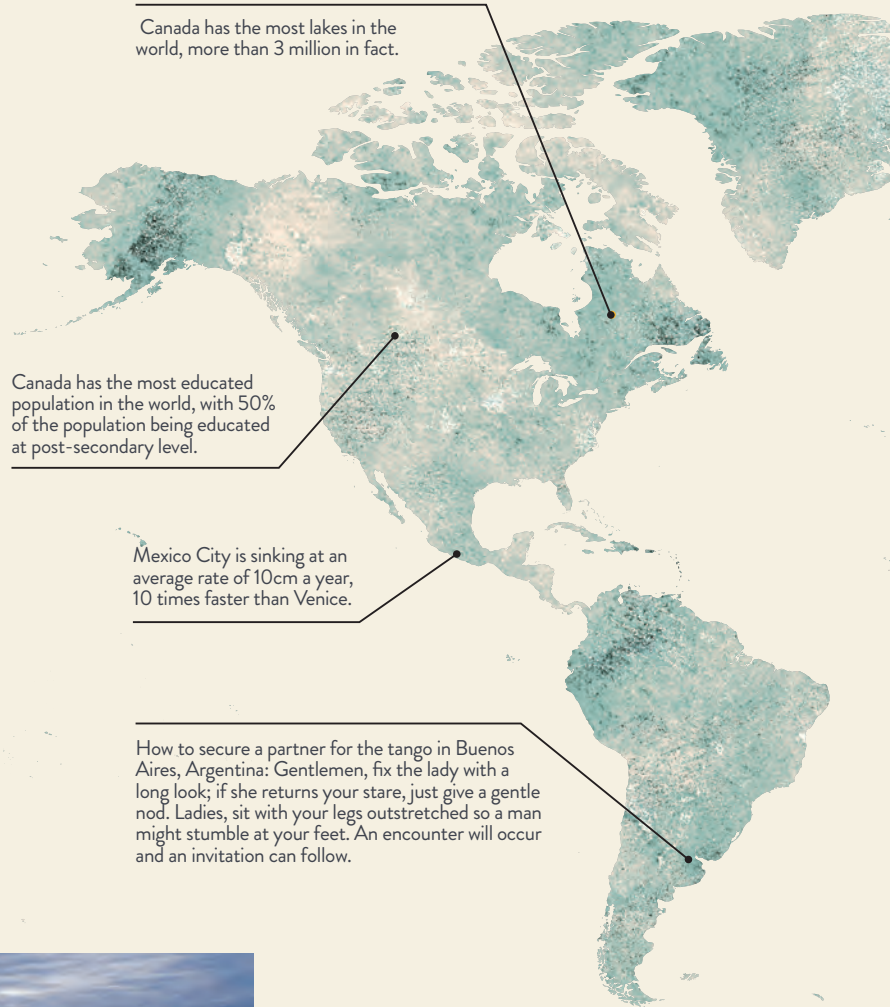 Canada has the most lakes in the
world, more than 3 million in fact.
Canada has the most educated
population in the world, with 50%
of the population being educated
at post-secondary level.
Mexico City is sinking at an
average rate of 10cm a year,
10 times faster than Venice.
How to secure a partner for the tango in Buenos
Aires, Argentina: Gentlemen, fix the lady with a
long look; if she returns your stare, just give a gentle
nod. Ladies, sit with your legs outstretched so a man
might stumble at your feet. An encounter will occur
and an invitation can follow.